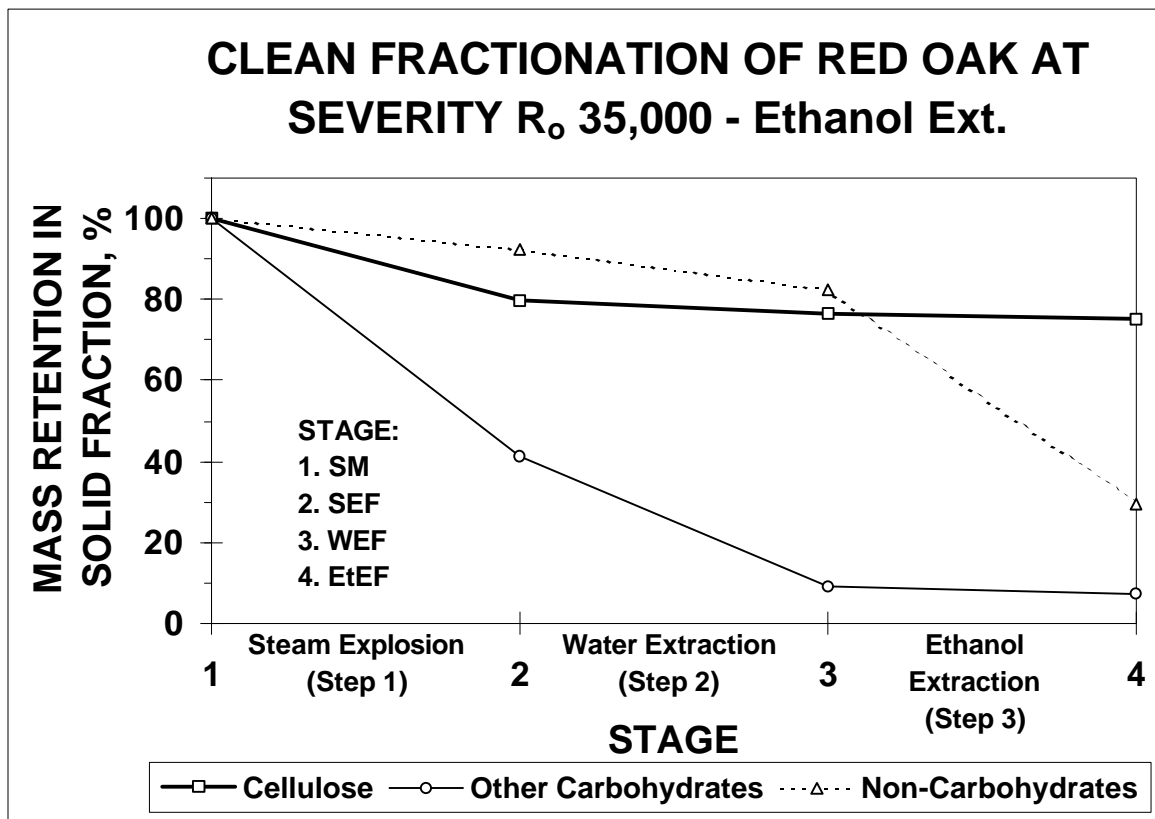 CLEAN FRACTIONATION OF RED OAK AT
SEVERITY Rₒ 35,000 - Ethanol Ext.
MASS RETENTION IN
SOLID FRACTION, %
100
80
60
40
20
0
STAGE:
1. SM
2. SEF
3. WEF
4. EtEF
1
Steam Explosion
(Step 1)
2
Water Extraction
(Step 2)
3
Ethanol
Extraction
(Step 3)
4
STAGE
Cellulose
Other Carbohydrates
Non-Carbohydrates